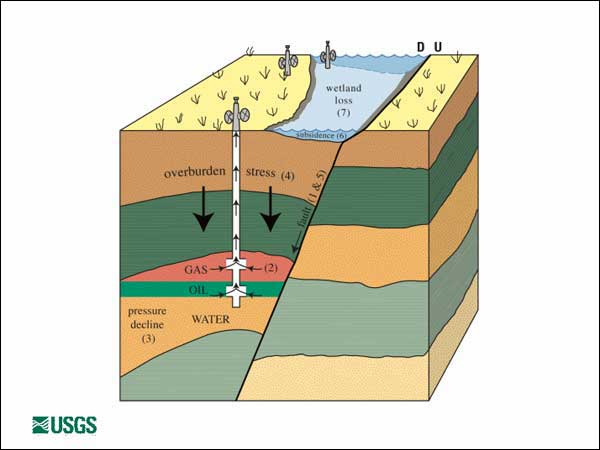 D U
wetland
loss
(7)
subsidence (6)
overburden stress (4)
fault (1 & 5)
GAS (2)
OIL
pressure
decline
(3)
WATER
USGS